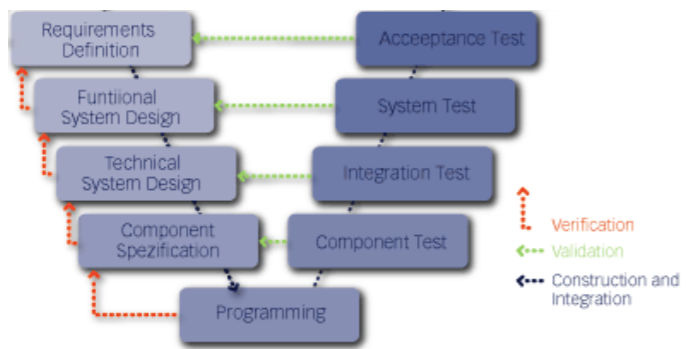 Requirements
Definition
Acceeptance Test
Funtiional
System Design
System Test
Technical
System Design
Integration Test
Component
Spezification
Component Test
Programming
Verification
Validation
Construction and
Integration